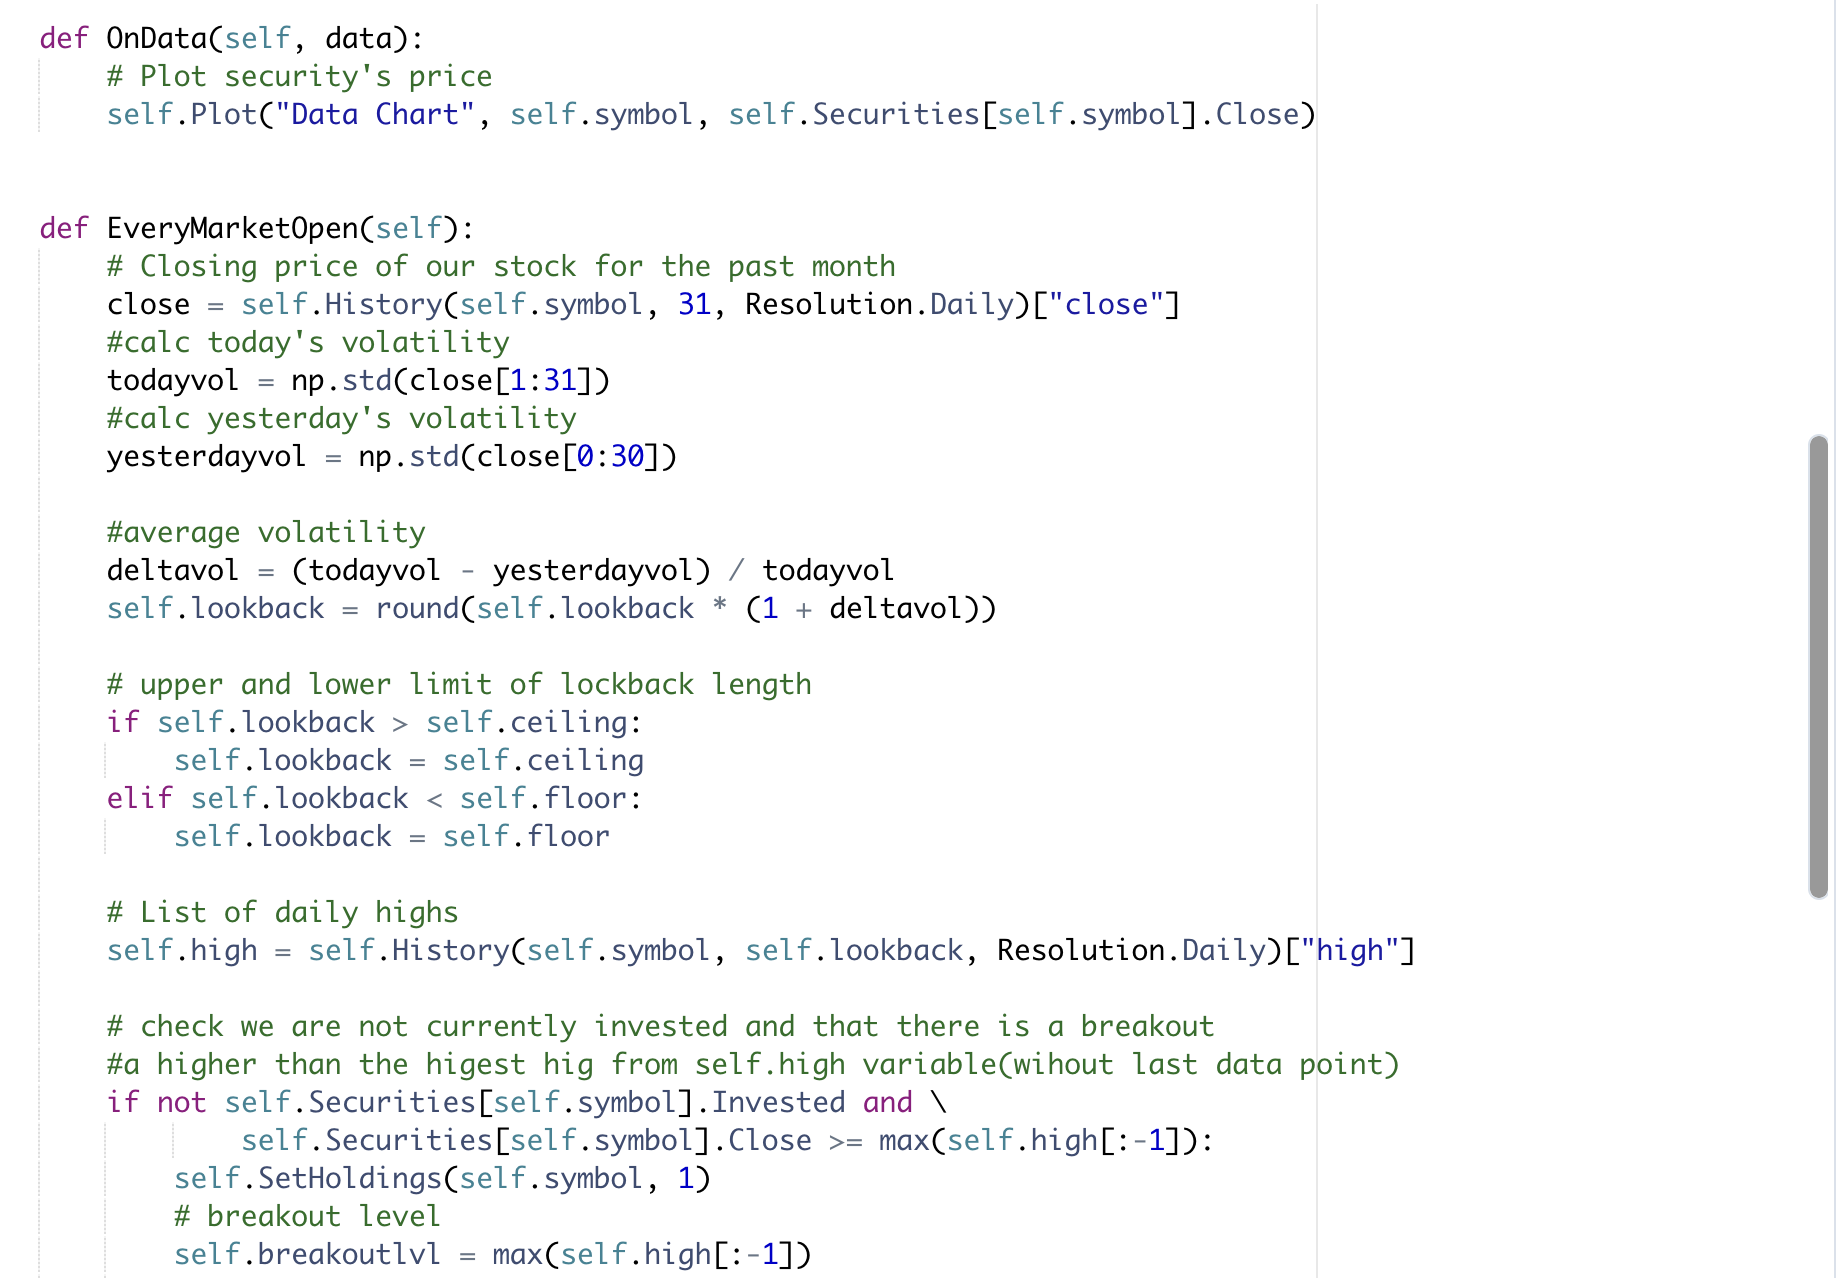 def OnData(self, data):
    # Plot security's price
    self.Plot("Data Chart", self.symbol, self.Securities[self.symbol].Close)
def EveryMarketOpen(self):
    # Closing price of our stock for the past month
    close = self.History(self.symbol, 31, Resolution.Daily)["close"]
    #calc today's volatility
    todayvol = np.std(close[1:31])
    #calc yesterday's volatility
    yesterdayvol = np.std(close[0:30])
    #average volatility
    deltavol = (todayvol - yesterdayvol) / todayvol
    self.lookback = round(self.lookback * (1 + deltavol))
    # upper and lower limit of lockback length
    if self.lookback > self.ceiling:
        self.lookback = self.ceiling
    elif self.lookback < self.floor:
        self.lookback = self.floor
    # List of daily highs
    self.high = self.History(self.symbol, self.lookback, Resolution.Daily)["high"]
    # check we are not currently invested and that there is a breakout
    #a higher than the higest hig from self.high variable(wihout last data point)
    if not self.Securities[self.symbol].Invested and \
            self.Securities[self.symbol].Close >= max(self.high[:-1]):
        self.SetHoldings(self.symbol, 1)
        # breakout level
        self.breakoutlvl = max(self.high[:-1])